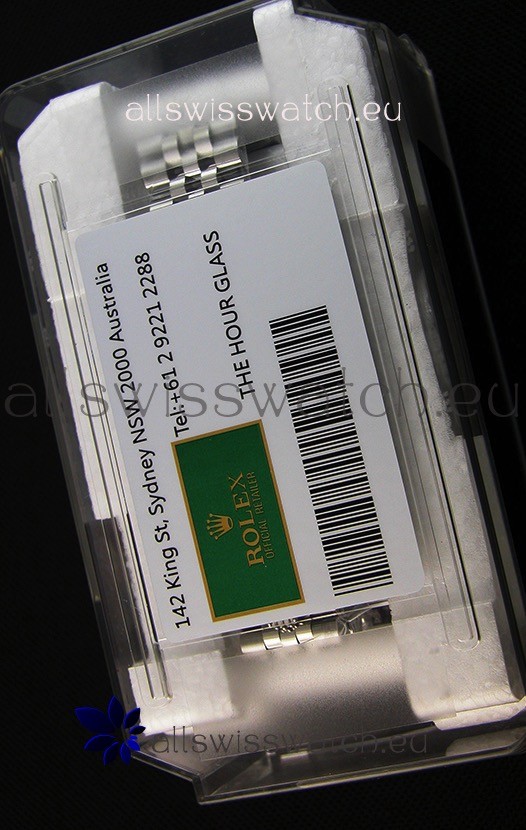 allswisswatch.eu
142 King St, Sydney NSW 2000 Australia
Tel:+61 2 9221 2288
THE HOUR GLASS
ROLEX
OFFICIAL RETAILER
allswisswatch.eu
allswisswatch.eu